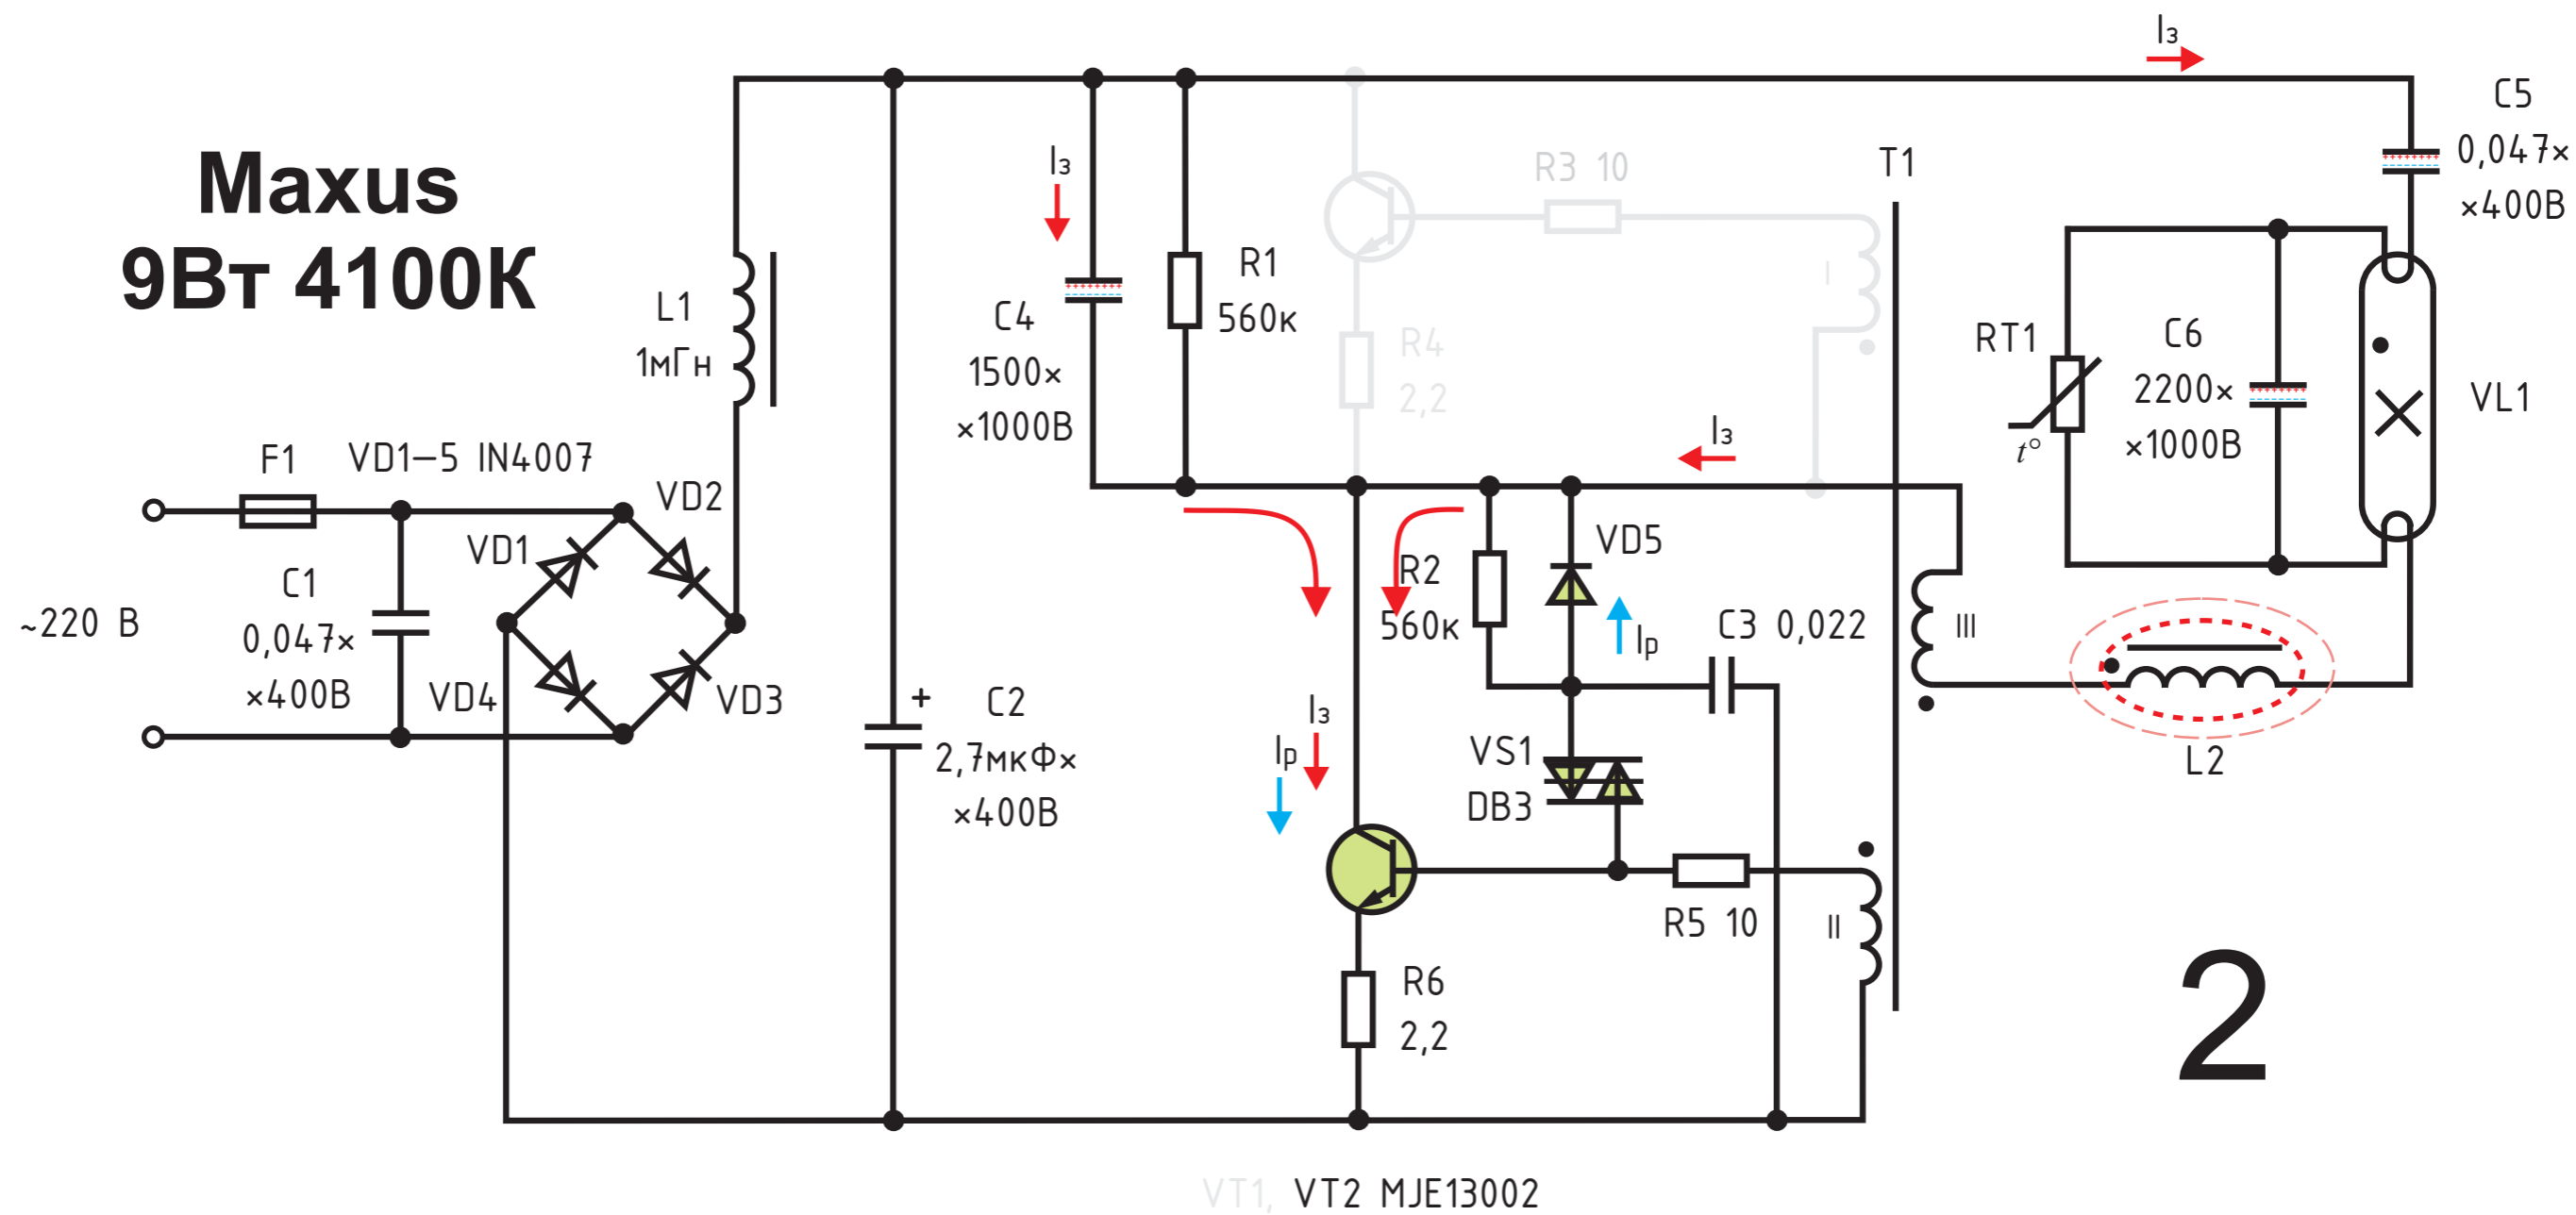 Maxus
9Вт 4100К
~220 В
F1
C1
0,047×
×400В
VD1–5 IN4007
VD1
VD2
VD4
VD3
L1
1мГн
+
C2
2,7мкФ×
×400В
Iз
C4
1500×
×1000В
R1
560к
R3 10
R4
2,2
I
T1
Iз
Iз
C5
0,047×
×400В
RT1
t°
C6
2200×
×1000В
VL1
R2
560к
VD5
Iр
C3 0,022
III
L2
Iр
Iз
VS1
DB3
R5 10
II
R6
2,2
2
VT1, VT2 MJE13002